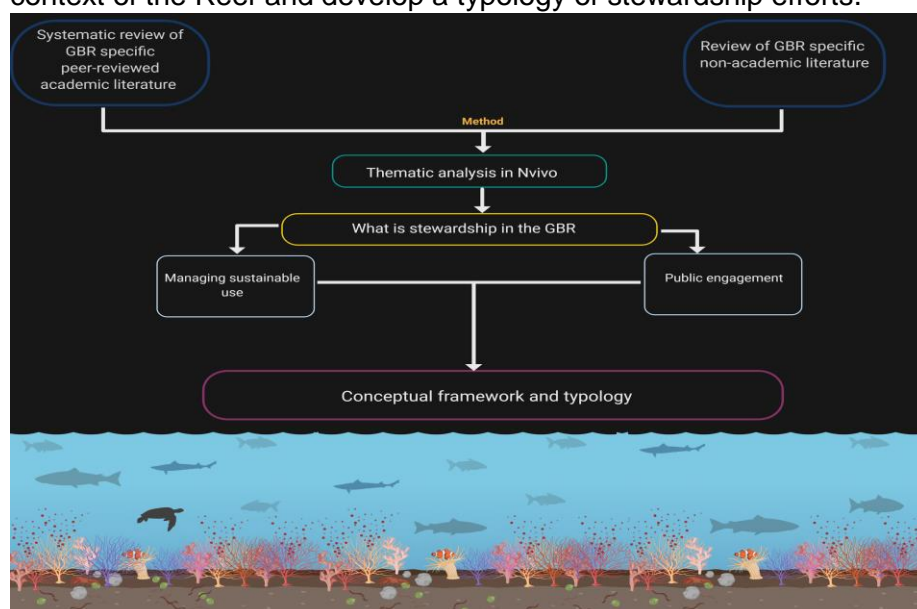 context of the Reef and develop a typology of stewardship efforts.
Systematic review of
GBR specific
peer-reviewed
academic literature
Review of GBR specific
non-academic literature
Method
Thematic analysis in Nvivo
What is stewardship in the GBR
Managing sustainable
use
Public engagement
Conceptual framework and typology